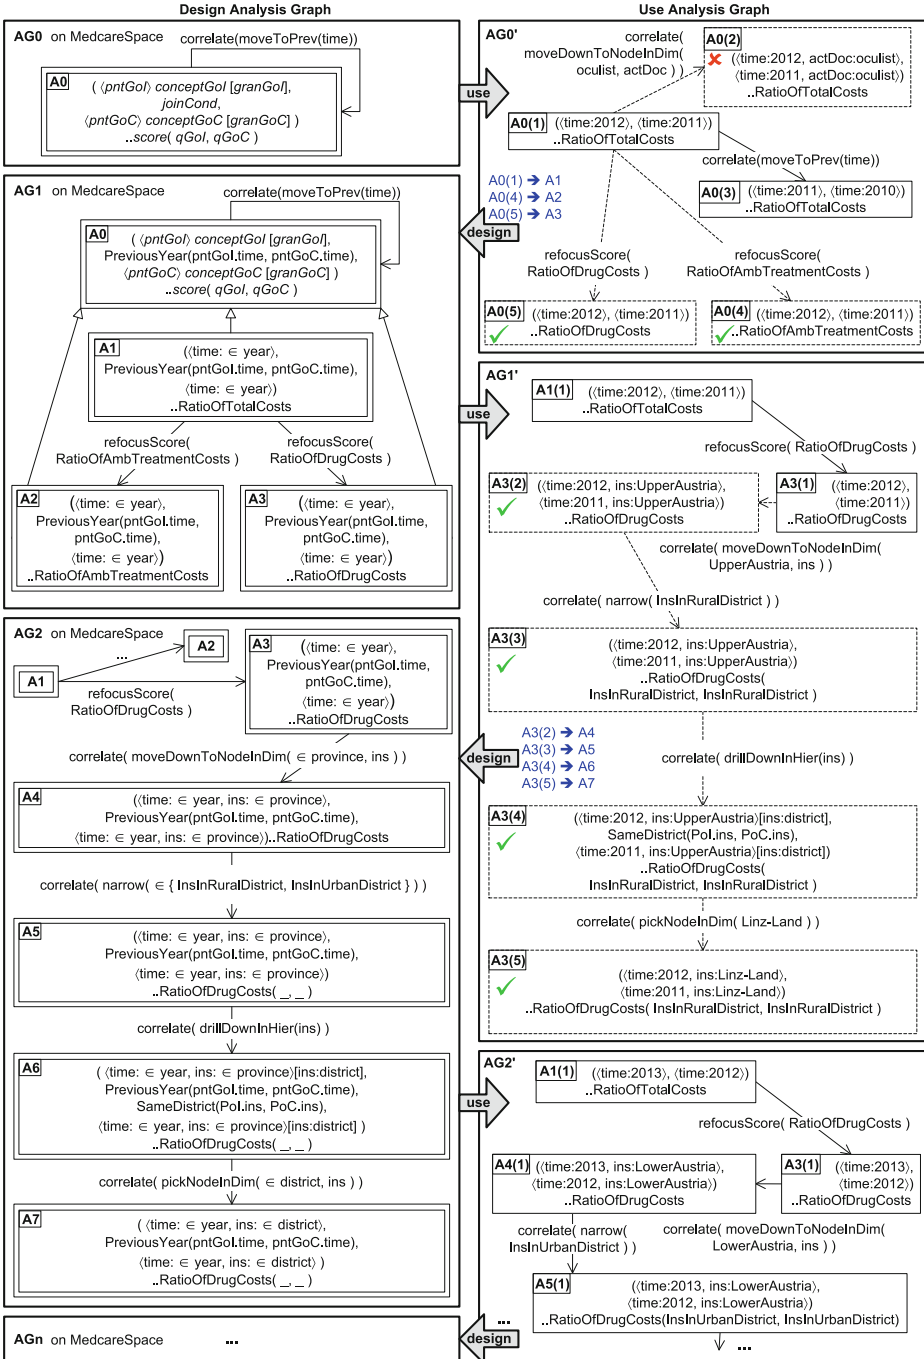 Design Analysis Graph
AG0 on MedcareSpace
correlate(moveToPrev(time))
A0
( ⟨pntGoI⟩ conceptGoI [granGoI],
joinCond,
⟨pntGoC⟩ conceptGoC [granGoC] )
..score( qGoI, qGoC )
use
AG1 on MedcareSpace
correlate(moveToPrev(time))
A0
( ⟨pntGoI⟩ conceptGoI [granGoI],
PreviousYear(pntGoI.time, pntGoC.time),
⟨pntGoC⟩ conceptGoC [granGoC] )
..score( qGoI, qGoC )
A1
(⟨time: ∈ year⟩,
PreviousYear(pntGoI.time, pntGoC.time),
⟨time: ∈ year⟩)
..RatioOfTotalCosts
refocusScore(
RatioOfAmbTreatmentCosts )
refocusScore(
RatioOfDrugCosts )
A2
(⟨time: ∈ year⟩,
PreviousYear(pntGoI.time,
pntGoC.time),
⟨time: ∈ year⟩)
..RatioOfAmbTreatmentCosts
A3
(⟨time: ∈ year⟩,
PreviousYear(pntGoI.time,
pntGoC.time),
⟨time: ∈ year⟩)
..RatioOfDrugCosts
use
AG2 on MedcareSpace
...
A2
A1
refocusScore(
RatioOfDrugCosts )
A3
(⟨time: ∈ year⟩,
PreviousYear(pntGoI.time,
pntGoC.time),
⟨time: ∈ year⟩)
..RatioOfDrugCosts
correlate( moveDownToNodeInDim( ∈ province, ins ) )
A4
(⟨time: ∈ year, ins: ∈ province⟩,
PreviousYear(pntGoI.time, pntGoC.time),
⟨time: ∈ year, ins: ∈ province⟩)..RatioOfDrugCosts
correlate( narrow( ∈ { InsInRuralDistrict, InsInUrbanDistrict } ) )
A5
(⟨time: ∈ year, ins: ∈ province⟩,
PreviousYear(pntGoI.time, pntGoC.time),
⟨time: ∈ year, ins: ∈ province⟩)
..RatioOfDrugCosts( _, _ )
correlate( drillDownInHier(ins) )
A6
( ⟨time: ∈ year, ins: ∈ province⟩[ins:district],
PreviousYear(pntGoI.time, pntGoC.time),
SameDistrict(PoI.ins, PoC.ins),
⟨time: ∈ year, ins: ∈ province⟩[ins:district] )
..RatioOfDrugCosts( _, _ )
use
correlate( pickNodeInDim( ∈ district, ins ) )
A7
( ⟨time: ∈ year, ins: ∈ district⟩,
PreviousYear(pntGoI.time, pntGoC.time),
⟨time: ∈ year, ins: ∈ district⟩ )
..RatioOfDrugCosts( _, _ )
AGn on MedcareSpace ...
Use Analysis Graph
AG0'
correlate(
moveDownToNodeInDim(
oculist, actDoc ) )
A0(2)
(⟨time:2012, actDoc:oculist⟩,
⟨time:2011, actDoc:oculist⟩)
..RatioOfTotalCosts
A0(1) (⟨time:2012⟩, ⟨time:2011⟩)
..RatioOfTotalCosts
correlate(moveToPrev(time))
A0(3) (⟨time:2011⟩, ⟨time:2010⟩)
..RatioOfTotalCosts
A0(1) ➔ A1
A0(4) ➔ A2
A0(5) ➔ A3
design
refocusScore(
RatioOfDrugCosts )
refocusScore(
RatioOfAmbTreatmentCosts )
A0(5) (⟨time:2012⟩, ⟨time:2011⟩)
..RatioOfDrugCosts
A0(4) (⟨time:2012⟩, ⟨time:2011⟩)
..RatioOfAmbTreatmentCosts
AG1'
A1(1) (⟨time:2012⟩, ⟨time:2011⟩)
..RatioOfTotalCosts
refocusScore( RatioOfDrugCosts )
A3(2)
(⟨time:2012, ins:UpperAustria⟩,
⟨time:2011, ins:UpperAustria⟩)
..RatioOfDrugCosts
A3(1) (⟨time:2012⟩,
⟨time:2011⟩)
..RatioOfDrugCosts
correlate( moveDownToNodeInDim(
UpperAustria, ins ) )
correlate( narrow( InsInRuralDistrict ) )
A3(3)
(⟨time:2012, ins:UpperAustria⟩,
⟨time:2011, ins:UpperAustria⟩)
..RatioOfDrugCosts(
InsInRuralDistrict, InsInRuralDistrict )
A3(2) ➔ A4
A3(3) ➔ A5
A3(4) ➔ A6
A3(5) ➔ A7
design
correlate( drillDownInHier(ins) )
A3(4)
(⟨time:2012, ins:UpperAustria⟩[ins:district],
SameDistrict(PoI.ins, PoC.ins),
⟨time:2011, ins:UpperAustria⟩[ins:district])
..RatioOfDrugCosts(
InsInRuralDistrict, InsInRuralDistrict )
correlate( pickNodeInDim( Linz-Land ) )
A3(5)
(⟨time:2012, ins:Linz-Land⟩,
⟨time:2011, ins:Linz-Land⟩)
..RatioOfDrugCosts( InsInRuralDistrict, InsInRuralDistrict )
AG2'
A1(1) (⟨time:2013⟩, ⟨time:2012⟩)
..RatioOfTotalCosts
refocusScore( RatioOfDrugCosts )
A4(1) (⟨time:2013, ins:LowerAustria⟩,
⟨time:2012, ins:LowerAustria⟩)
..RatioOfDrugCosts
A3(1) (⟨time:2013⟩,
⟨time:2012⟩)
..RatioOfDrugCosts
correlate( narrow(
InsInUrbanDistrict ) )
correlate( moveDownToNodeInDim(
LowerAustria, ins ) )
A5(1)
(⟨time:2013, ins:LowerAustria⟩,
⟨time:2012, ins:LowerAustria⟩)
..RatioOfDrugCosts(InsInUrbanDistrict, InsInUrbanDistrict)
...
design
...